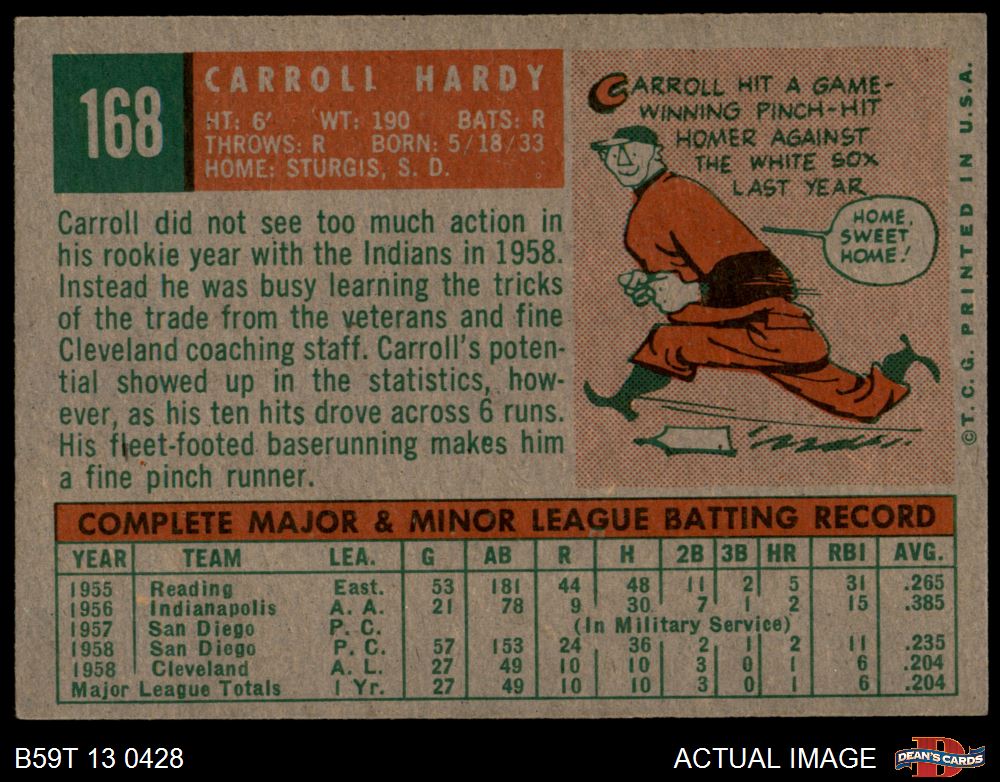 168
CARROLL HARDY
HT: 6' WT: 190 BATS: R
THROWS: R BORN: 5/18/33
HOME: STURGIS, S. D.
Carroll did not see too much action in
his rookie year with the Indians in 1958.
Instead he was busy learning the tricks
of the trade from the veterans and fine
Cleveland coaching staff. Carroll's poten-
tial showed up in the statistics, how-
ever, as his ten hits drove across 6 runs.
His fleet-footed baserunning makes him
a fine pinch runner.
CARROLL HIT A GAME-
WINNING PINCH-HIT
HOMER AGAINST
THE WHITE SOX
LAST YEAR
HOME,
SWEET
HOME!
©T. C. G. PRINTED IN U.S.A.
COMPLETE MAJOR & MINOR LEAGUE BATTING RECORD
YEAR TEAM LEA. G AB R H 2B 3B HR RBI AVG.
1955 Reading East. 53 181 44 48 11 2 5 31 .265
1956 Indianapolis A. A. 21 78 9 30 7 1 2 15 .385
1957 San Diego P. C. (In Military Service)
1958 San Diego P. C. 57 153 24 36 2 1 2 11 .235
1958 Cleveland A. L. 27 49 10 10 3 0 1 6 .204
Major League Totals 1 Yr. 27 49 10 10 3 0 1 6 .204
B59T 13 0428
ACTUAL IMAGE
D
DEAN'S CARDS